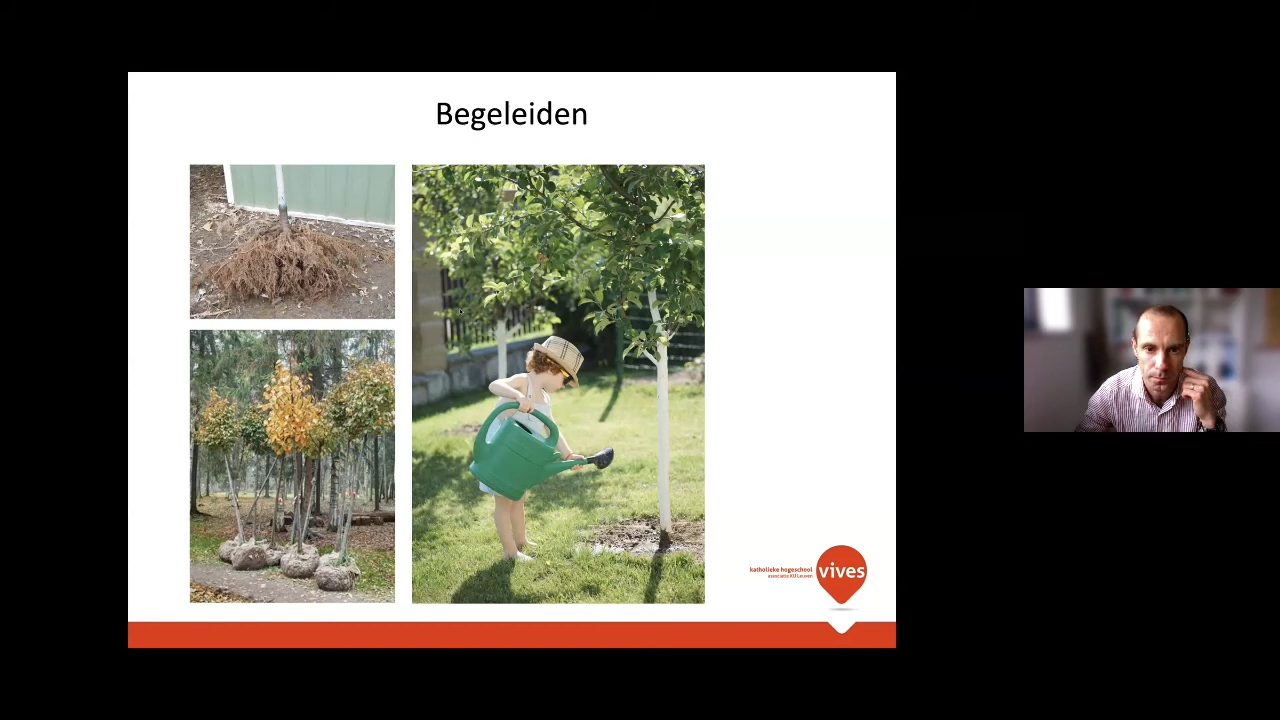 Begeleiden
katholieke hogeschool
associatie KU Leuven
vives